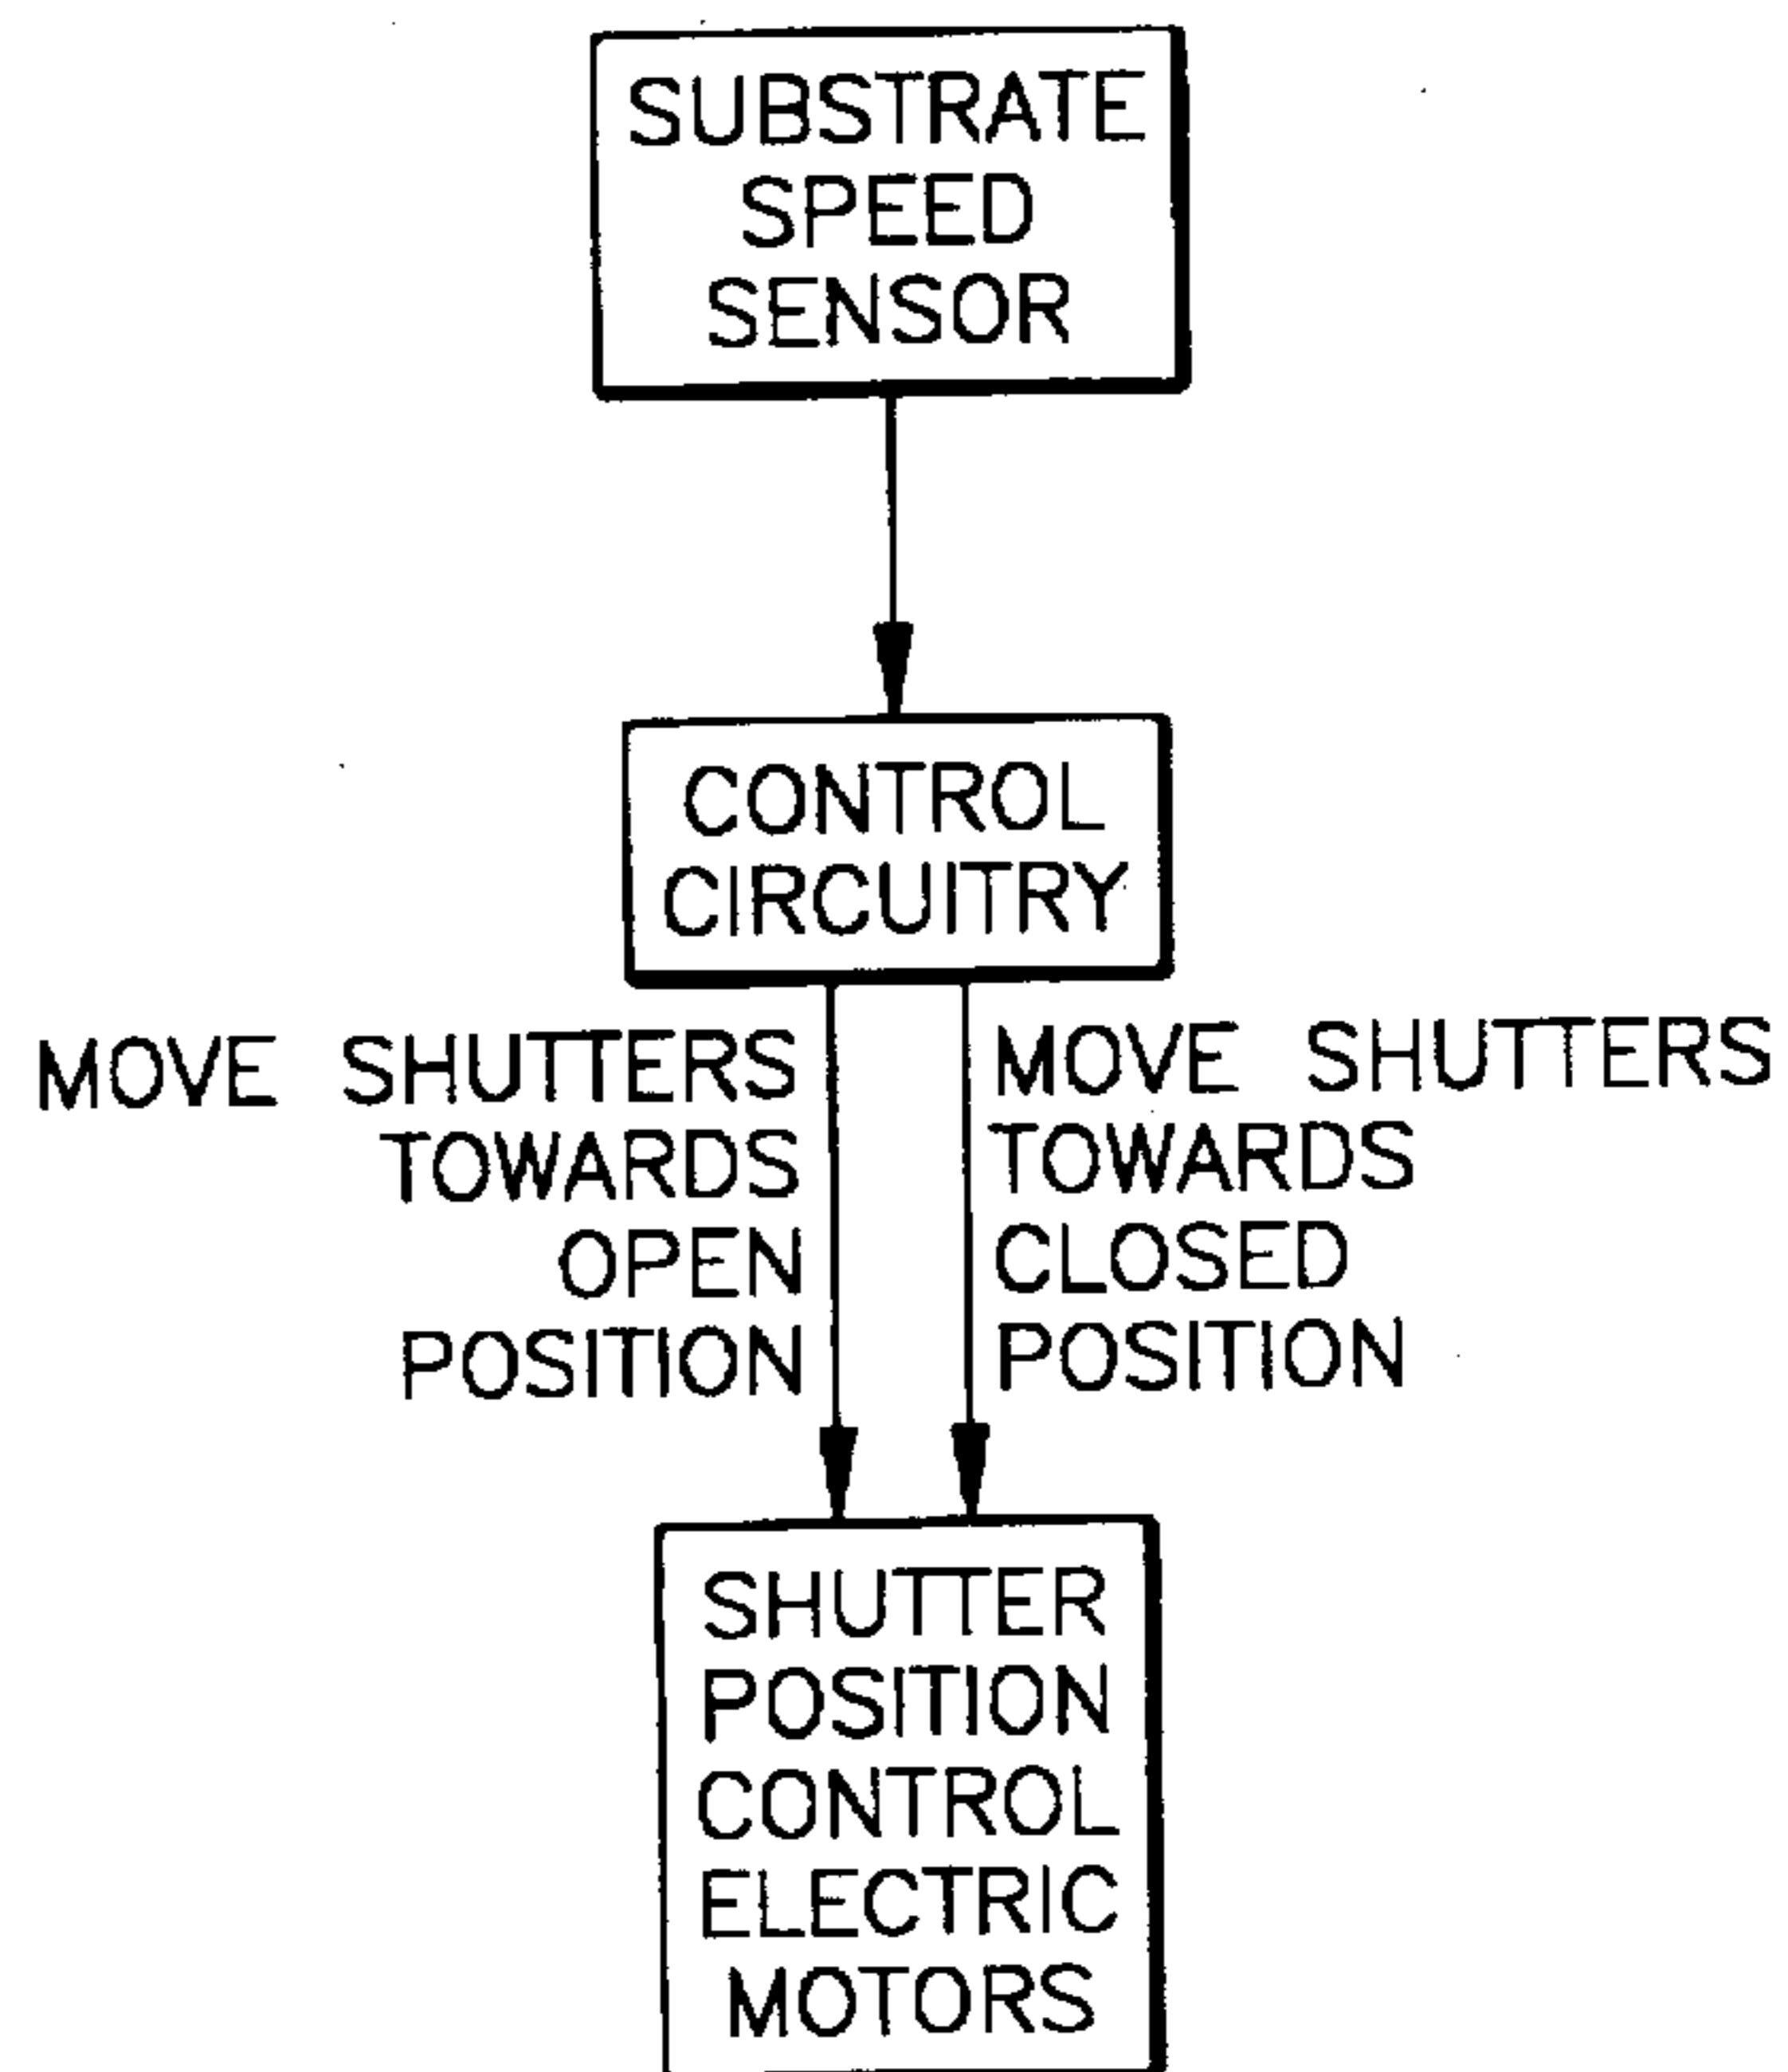 SUBSTRATE
SPEED
SENSOR
CONTROL
CIRCUITRY
MOVE SHUTTERS
TOWARDS
OPEN
POSITION
MOVE SHUTTERS
TOWARDS
CLOSED
POSITION
SHUTTER
POSITION
CONTROL
ELECTRIC
MOTORS